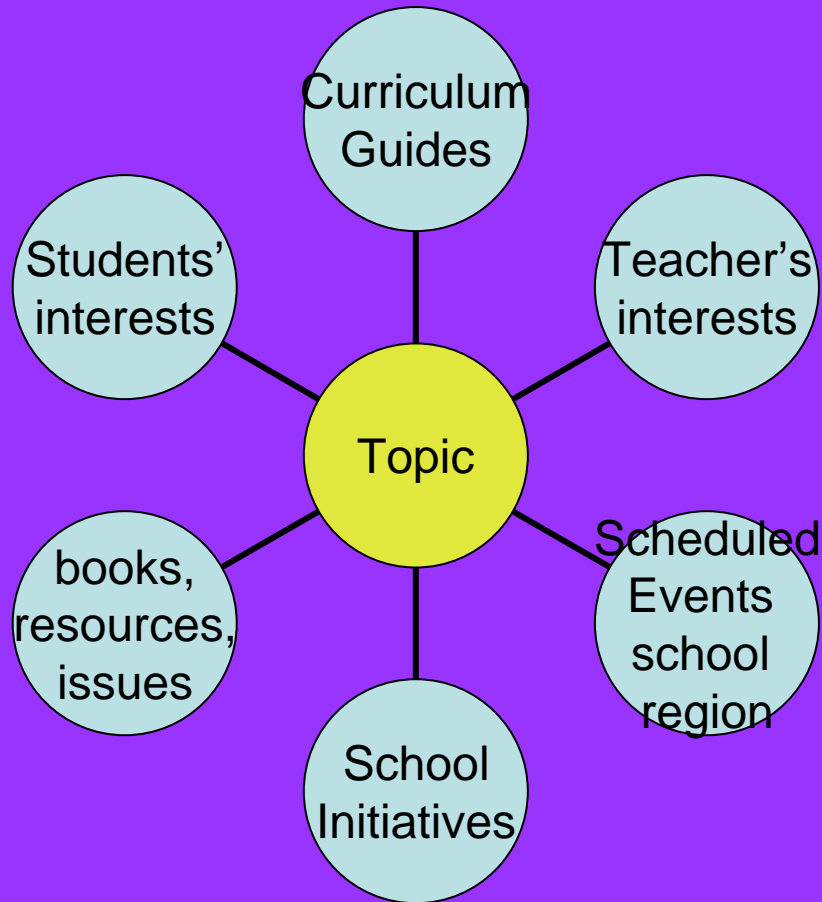 Curriculum
Guides
Students’
interests
Teacher’s
interests
Topic
books,
resources,
issues
Scheduled
Events
school
region
School
Initiatives